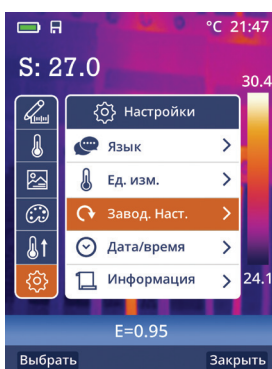 °C 21:47
S: 27.0
30.4
Настройки
Язык
Ед. изм.
Завод. Наст.
Дата/время
Информация
24.1
E=0.95
Выбрать Закрыть